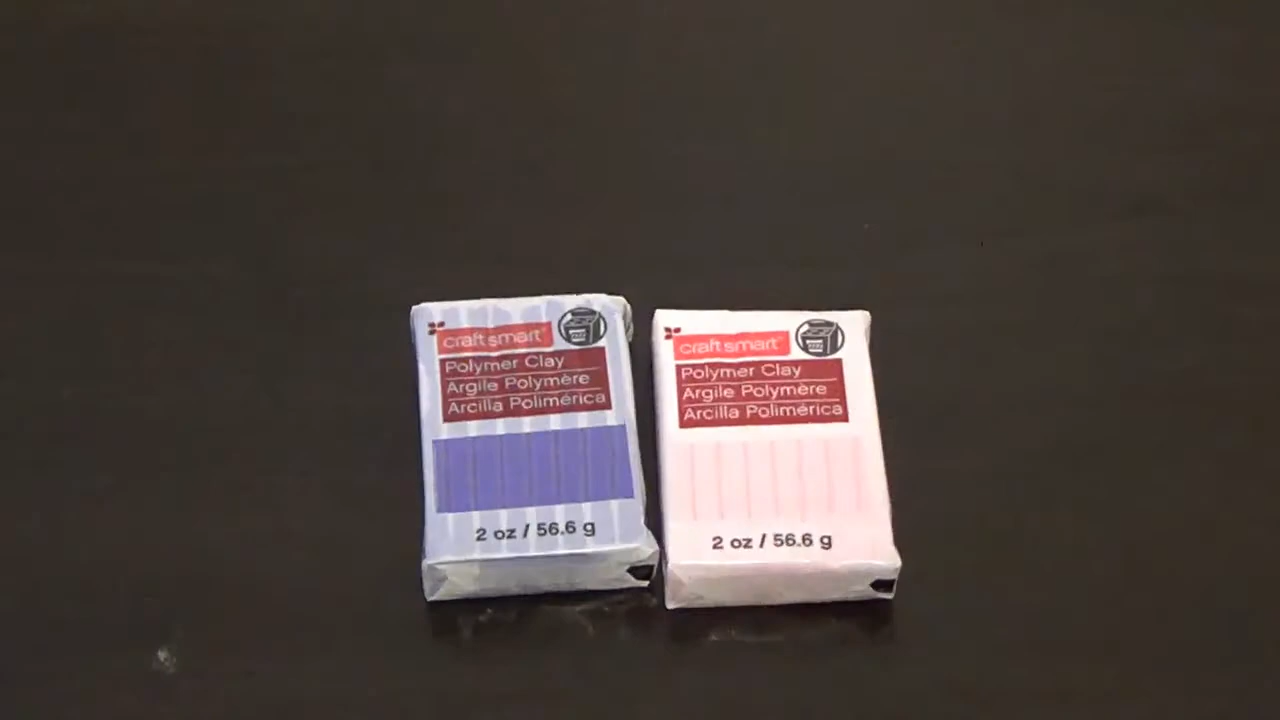 craft smart
Polymer Clay
Argile Polymère
Arcilla Polimérica
2 oz / 56.6 g
craft smart
Polymer Clay
Argile Polymère
Arcilla Polimérica
2 oz / 56.6 g